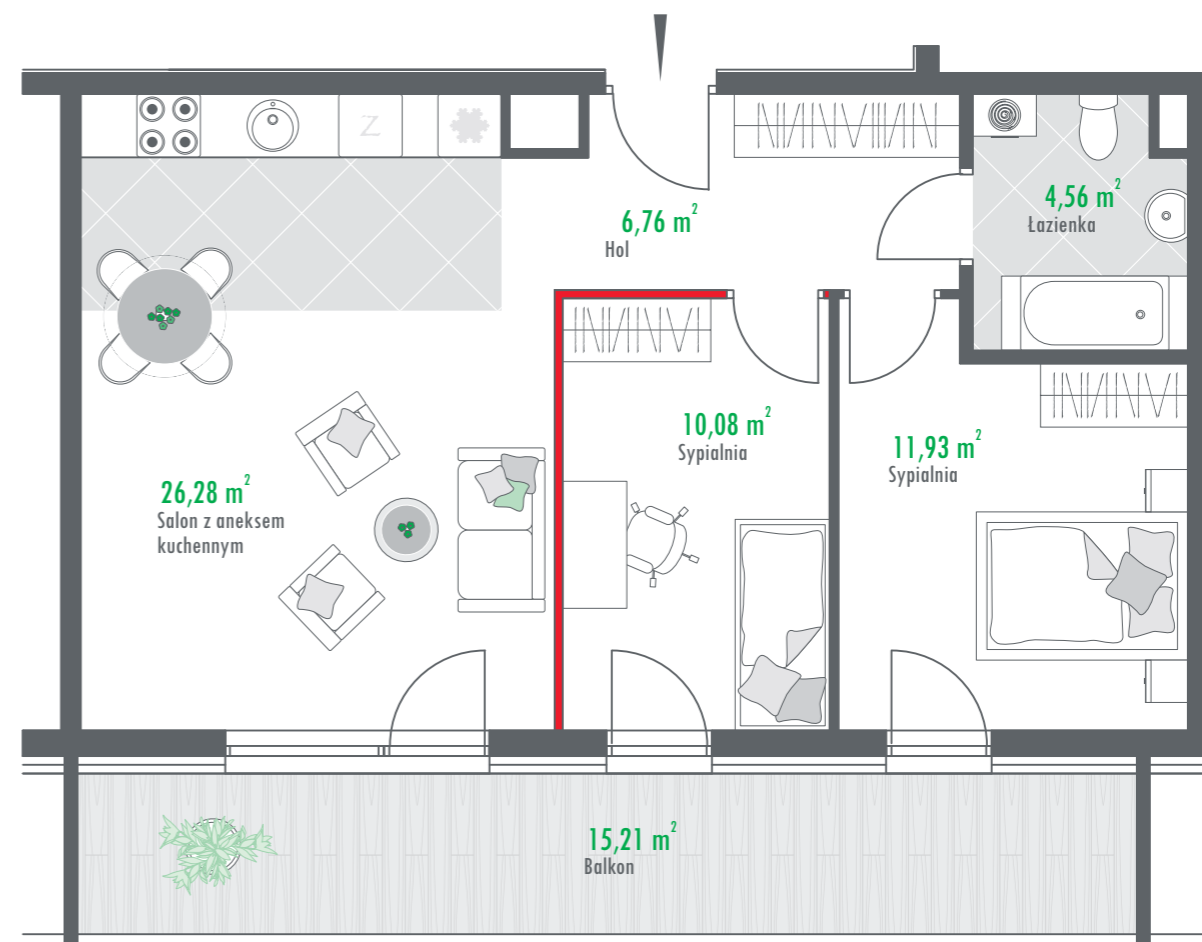 Z
4,56 m²
Łazienka
6,76 m²
Hol
10,08 m²
Sypialnia
11,93 m²
Sypialnia
26,28 m²
Salon z aneksem
kuchennym
15,21 m²
Balkon